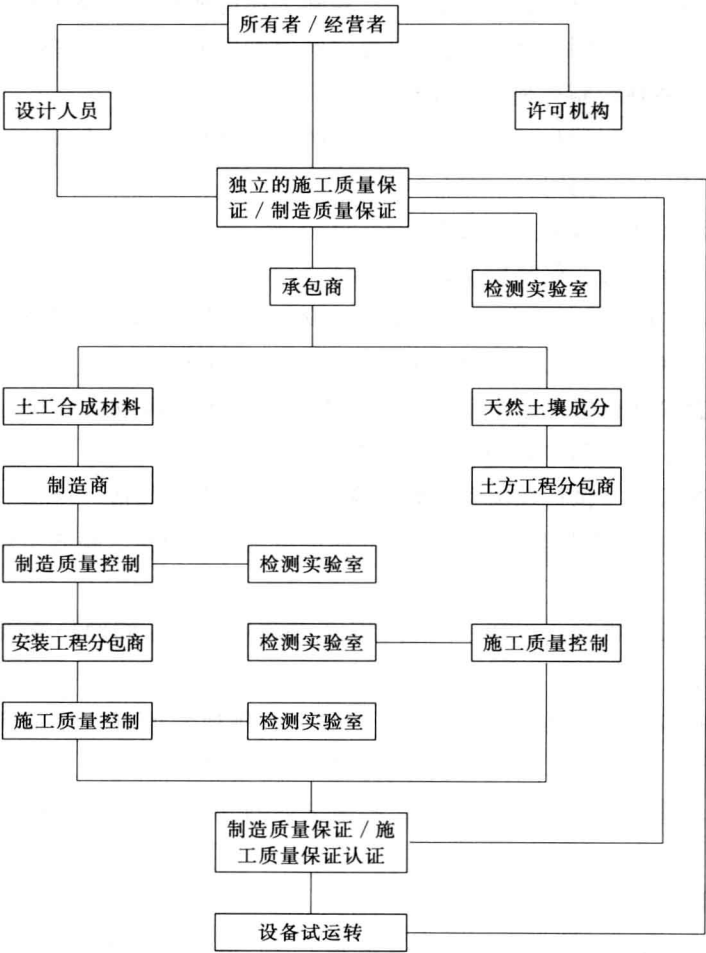 所有者 / 经营者
设计人员
许可机构
独立的施工质量保
证 / 制造质量保证
承包商
检测实验室
土工合成材料
天然土壤成分
制造商
土方工程分包商
制造质量控制
检测实验室
安装工程分包商
检测实验室
施工质量控制
施工质量控制
检测实验室
制造质量保证 / 施
工质量保证认证
设备试运转